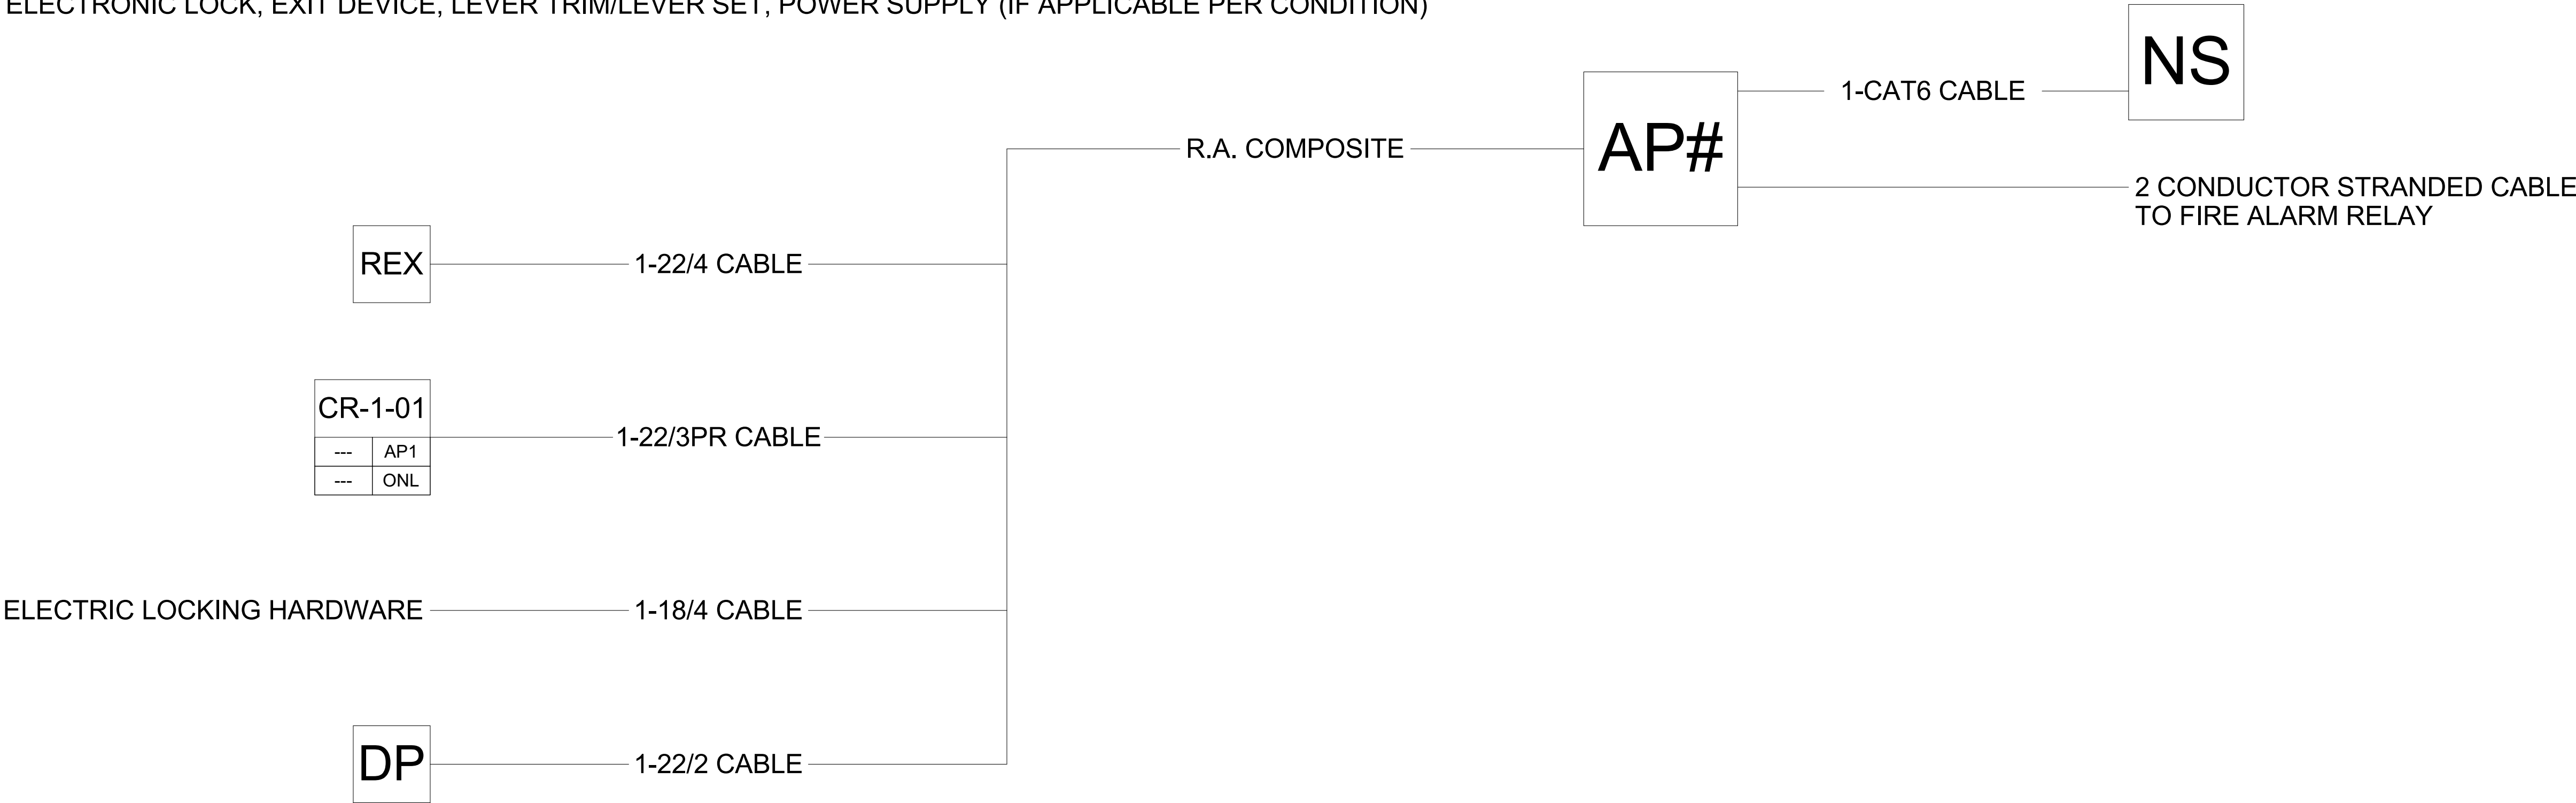 ELECTRONIC LOCK, EXIT DEVICE, LEVER TRIM/LEVER SET, POWER SUPPLY (IF APPLICABLE PER CONDITION)
NS
1-CAT6 CABLE
AP#
R.A. COMPOSITE
2 CONDUCTOR STRANDED CABLE
TO FIRE ALARM RELAY
REX
1-22/4 CABLE
CR-1-01
1-22/3PR CABLE
--- AP1
--- ONL
ELECTRIC LOCKING HARDWARE
1-18/4 CABLE
DP
1-22/2 CABLE